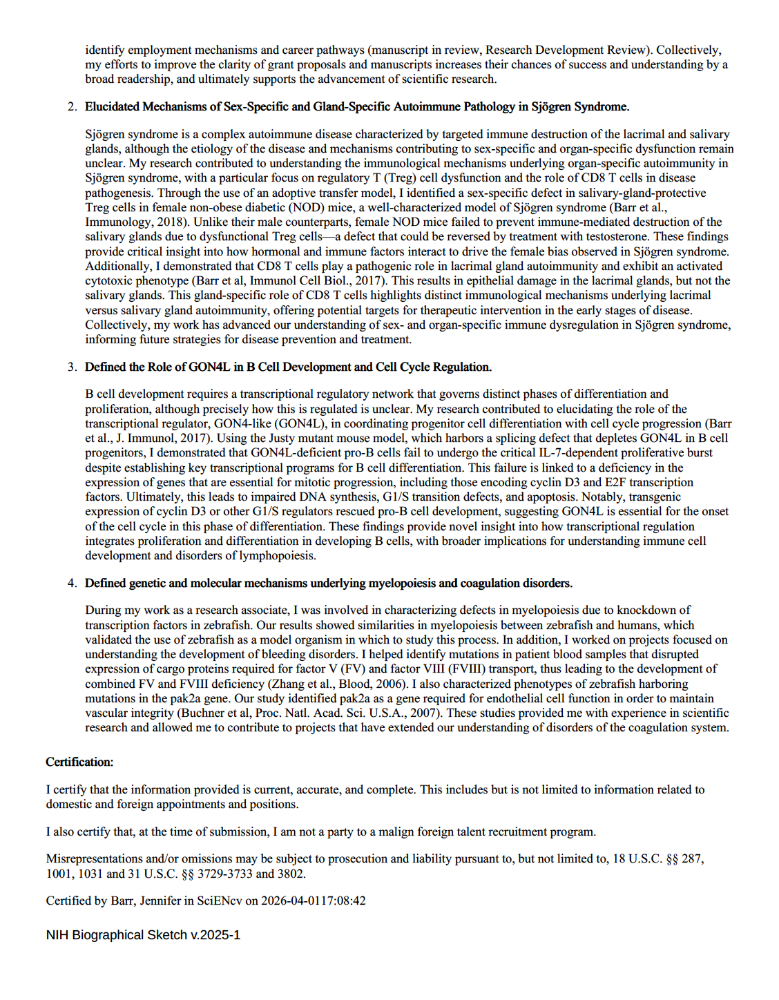 identify employment mechanisms and career pathways (manuscript in review, Research Development Review). Collectively,
my efforts to improve the clarity of grant proposals and manuscripts increases their chances of success and understanding by a
broad readership, and ultimately supports the advancement of scientific research.
2. Elucidated Mechanisms of Sex-Specific and Gland-Specific Autoimmune Pathology in Sjögren Syndrome.
Sjögren syndrome is a complex autoimmune disease characterized by targeted immune destruction of the lacrimal and salivary
glands, although the etiology of the disease and mechanisms contributing to sex-specific and organ-specific dysfunction remain
unclear. My research contributed to understanding the immunological mechanisms underlying organ-specific autoimmunity in
Sjögren syndrome, with a particular focus on regulatory T (Treg) cell dysfunction and the role of CD8 T cells in disease
pathogenesis. Through the use of an adoptive transfer model, I identified a sex-specific defect in salivary-gland-protective
Treg cells in female non-obese diabetic (NOD) mice, a well-characterized model of Sjögren syndrome (Barr et al.,
Immunology, 2018). Unlike their male counterparts, female NOD mice failed to prevent immune-mediated destruction of the
salivary glands due to dysfunctional Treg cells—a defect that could be reversed by treatment with testosterone. These findings
provide critical insight into how hormonal and immune factors interact to drive the female bias observed in Sjögren syndrome.
Additionally, I demonstrated that CD8 T cells play a pathogenic role in lacrimal gland autoimmunity and exhibit an activated
cytotoxic phenotype (Barr et al, Immunol Cell Biol., 2017). This results in epithelial damage in the lacrimal glands, but not the
salivary glands. This gland-specific role of CD8 T cells highlights distinct immunological mechanisms underlying lacrimal
versus salivary gland autoimmunity, offering potential targets for therapeutic intervention in the early stages of disease.
Collectively, my work has advanced our understanding of sex- and organ-specific immune dysregulation in Sjögren syndrome,
informing future strategies for disease prevention and treatment.
3. Defined the Role of GON4L in B Cell Development and Cell Cycle Regulation.
B cell development requires a transcriptional regulatory network that governs distinct phases of differentiation and
proliferation, although precisely how this is regulated is unclear. My research contributed to elucidating the role of the
transcriptional regulator, GON4-like (GON4L), in coordinating progenitor cell differentiation with cell cycle progression (Barr
et al., J. Immunol, 2017). Using the Justy mutant mouse model, which harbors a splicing defect that depletes GON4L in B cell
progenitors, I demonstrated that GON4L-deficient pro-B cells fail to undergo the critical IL-7-dependent proliferative burst
despite establishing key transcriptional programs for B cell differentiation. This failure is linked to a deficiency in the
expression of genes that are essential for mitotic progression, including those encoding cyclin D3 and E2F transcription
factors. Ultimately, this leads to impaired DNA synthesis, G1/S transition defects, and apoptosis. Notably, transgenic
expression of cyclin D3 or other G1/S regulators rescued pro-B cell development, suggesting GON4L is essential for the onset
of the cell cycle in this phase of differentiation. These findings provide novel insight into how transcriptional regulation
integrates proliferation and differentiation in developing B cells, with broader implications for understanding immune cell
development and disorders of lymphopoiesis.
4. Defined genetic and molecular mechanisms underlying myelopoiesis and coagulation disorders.
During my work as a research associate, I was involved in characterizing defects in myelopoiesis due to knockdown of
transcription factors in zebrafish. Our results showed similarities in myelopoiesis between zebrafish and humans, which
validated the use of zebrafish as a model organism in which to study this process. In addition, I worked on projects focused on
understanding the development of bleeding disorders. I helped identify mutations in patient blood samples that disrupted
expression of cargo proteins required for factor V (FV) and factor VIII (FVIII) transport, thus leading to the development of
combined FV and FVIII deficiency (Zhang et al., Blood, 2006). I also characterized phenotypes of zebrafish harboring
mutations in the pak2a gene. Our study identified pak2a as a gene required for endothelial cell function in order to maintain
vascular integrity (Buchner et al, Proc. Natl. Acad. Sci. U.S.A., 2007). These studies provided me with experience in scientific
research and allowed me to contribute to projects that have extended our understanding of disorders of the coagulation system.
Certification:
I certify that the information provided is current, accurate, and complete. This includes but is not limited to information related to
domestic and foreign appointments and positions.
I also certify that, at the time of submission, I am not a party to a malign foreign talent recruitment program.
Misrepresentations and/or omissions may be subject to prosecution and liability pursuant to, but not limited to, 18 U.S.C. §§ 287,
1001, 1031 and 31 U.S.C. §§ 3729-3733 and 3802.
Certified by Barr, Jennifer in SciENcv on 2026-04-0117:08:42
NIH Biographical Sketch v.2025-1